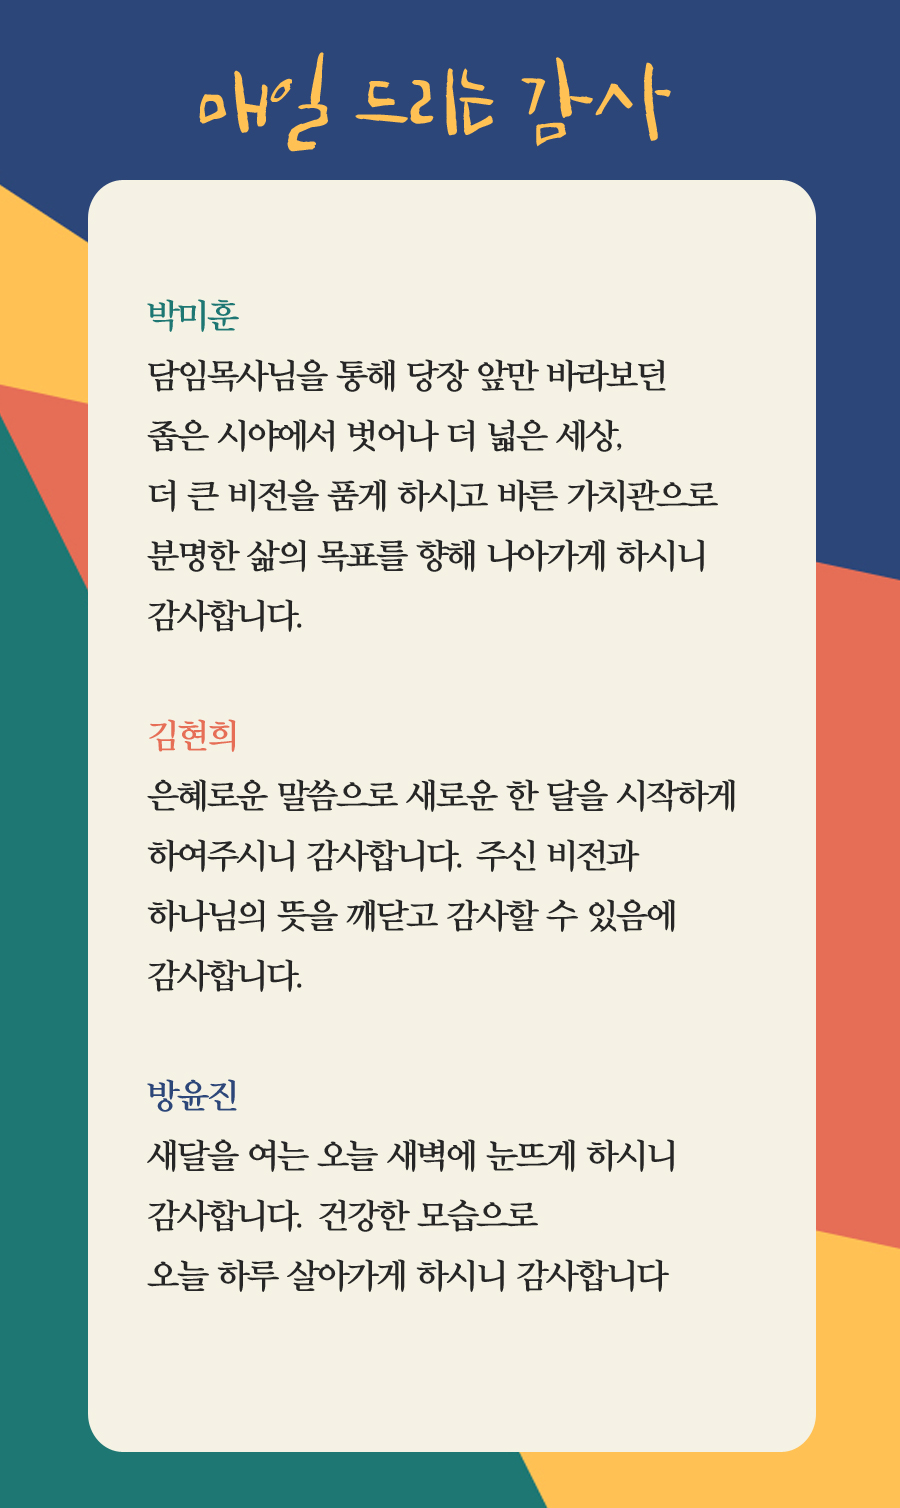 매일 드리는 감사
박미훈
담임목사님을 통해 당장 앞만 바라보던
좁은 시야에서 벗어나 더 넓은 세상,
더 큰 비전을 품게 하시고 바른 가치관으로
분명한 삶의 목표를 향해 나아가게 하시니
감사합니다.
김현희
은혜로운 말씀으로 새로운 한 달을 시작하게
하여주시니 감사합니다. 주신 비전과
하나님의 뜻을 깨닫고 감사할 수 있음에
감사합니다.
방윤진
새달을 여는 오늘 새벽에 눈뜨게 하시니
감사합니다. 건강한 모습으로
오늘 하루 살아가게 하시니 감사합니다